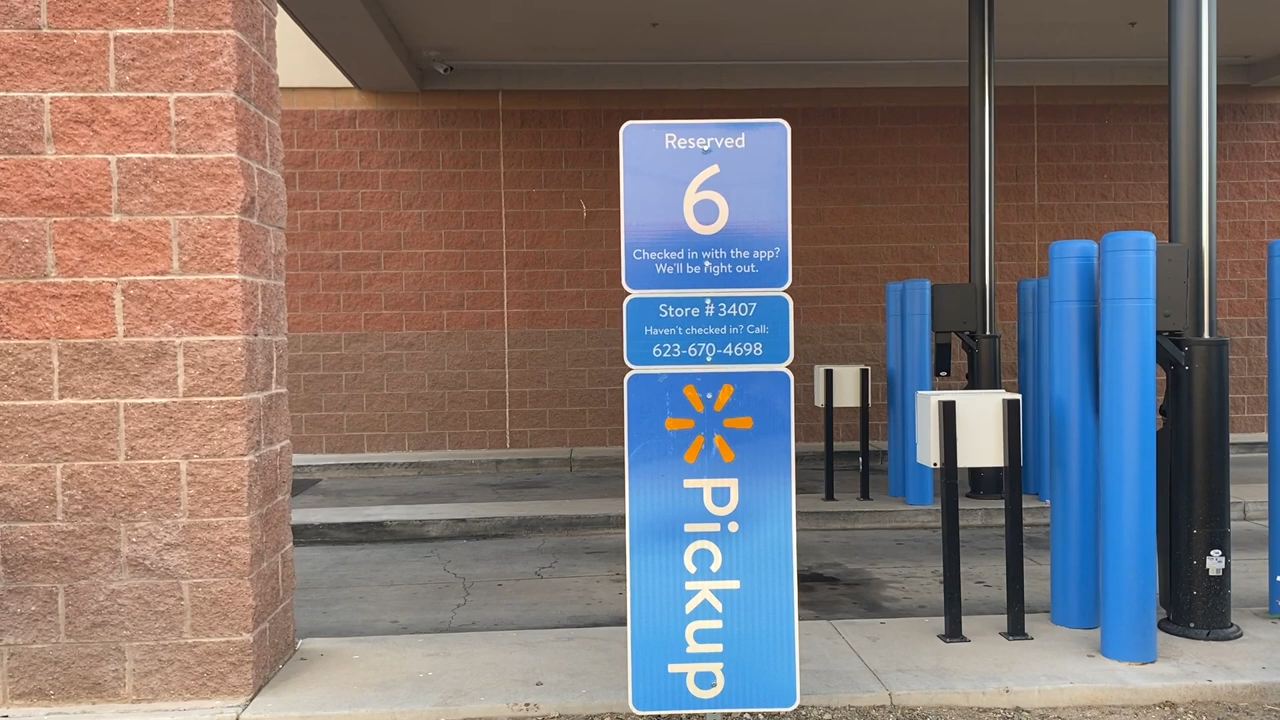 Reserved
6
Checked in with the app?
We'll be right out.
Store #3407
Haven't checked in? Call:
623-670-4698
Pickup